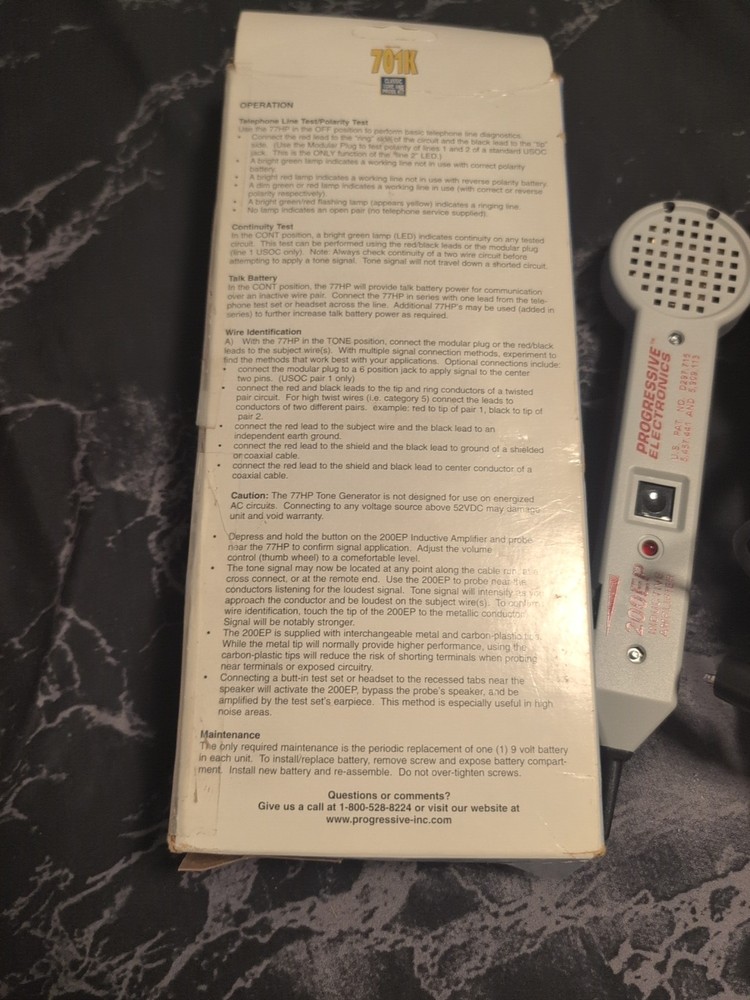 701K
CLASSIC
TONE AND
PROBE KIT
OPERATION
Telephone Line Test/Polarity Test
Use the 77HP in the OFF position to perform basic telephone line diagnostics.
• Connect the red lead to the "ring" side of the circuit and the black lead to the "tip"
side. (Use the Modular Plug to test polarity of lines 1 and 2 of a standard USOC
jack. This is the ONLY function of the "line 2" LED.)
• A bright green lamp indicates a working line not in use with correct polarity
battery.
• A bright red lamp indicates a working line not in use with reverse polarity battery.
• A dim green or red lamp indicates a working line in use (with correct or reverse
polarity respectively).
• A bright green/red flashing lamp (appears yellow) indicates a ringing line.
• No lamp indicates an open pair (no telephone service supplied).
Continuity Test
In the CONT position, a bright green lamp (LED) indicates continuity on any tested
circuit. This test can be performed using the red/black leads or the modular plug
(line 1 USOC only). Note: Always check continuity of a two wire circuit before
attempting to apply a tone signal. Tone signal will not travel down a shorted circuit.
Talk Battery
In the CONT position, the 77HP will provide talk battery power for communication
over an inactive wire pair. Connect the 77HP in series with one lead from the tele-
phone test set or headset across the line. Additional 77HP's may be used (added in
series) to further increase talk battery power as required.
Wire Identification
A) With the 77HP in the TONE position, connect the modular plug or the red/black
leads to the subject wire(s). With multiple signal connection methods, experiment to
find the methods that work best with your applications. Optional connections include:
• connect the modular plug to a 6 position jack to apply signal to the center
two pins. (USOC pair 1 only)
• connect the red and black leads to the tip and ring conductors of a twisted
pair circuit. For high twist wires (i.e. category 5) connect the leads to
conductors of two different pairs. example: red to tip of pair 1, black to tip of
pair 2.
• connect the red lead to the subject wire and the black lead to an
independent earth ground.
• connect the red lead to the shield and the black lead to ground of a shielded
or coaxial cable.
• connect the red lead to the shield and black lead to center conductor of a
coaxial cable.
Caution: The 77HP Tone Generator is not designed for use on energized
AC circuits. Connecting to any voltage source above 52VDC may damage
unit and void warranty.
• Depress and hold the button on the 200EP Inductive Amplifier and probe
near the 77HP to confirm signal application. Adjust the volume
control (thumb wheel) to a comefortable level.
• The tone signal may now be located at any point along the cable
cross connect, or at the remote end. Use the 200EP to probe near the
conductors listening for the loudest signal. Tone signal will intensify as you
approach the conductor and be loudest on the subject wire(s). To confirm
wire identification, touch the tip of the 200EP to the metallic conductor.
Signal will be notably stronger.
• The 200EP is supplied with interchangeable metal and carbon-plastic tips.
While the metal tip will normally provide higher performance, using the
carbon-plastic tips will reduce the risk of shorting terminals when probing
near terminals or exposed circuitry.
• Connecting a butt-in test set or headset to the recessed tabs near the
speaker will activate the 200EP, bypass the probe's speaker, and be
amplified by the test set's earpiece. This method is especially useful in high
noise areas.
Maintenance
The only required maintenance is the periodic replacement of one (1) 9 volt battery
in each unit. To install/replace battery, remove screw and expose battery compart-
ment. Install new battery and re-assemble. Do not over-tighten screws.
Questions or comments?
Give us a call at 1-800-528-8224 or visit our website at
www.progressive-inc.com
PROGRESSIVE™
ELECTRONICS
U.S. PAT. NO.
200EP